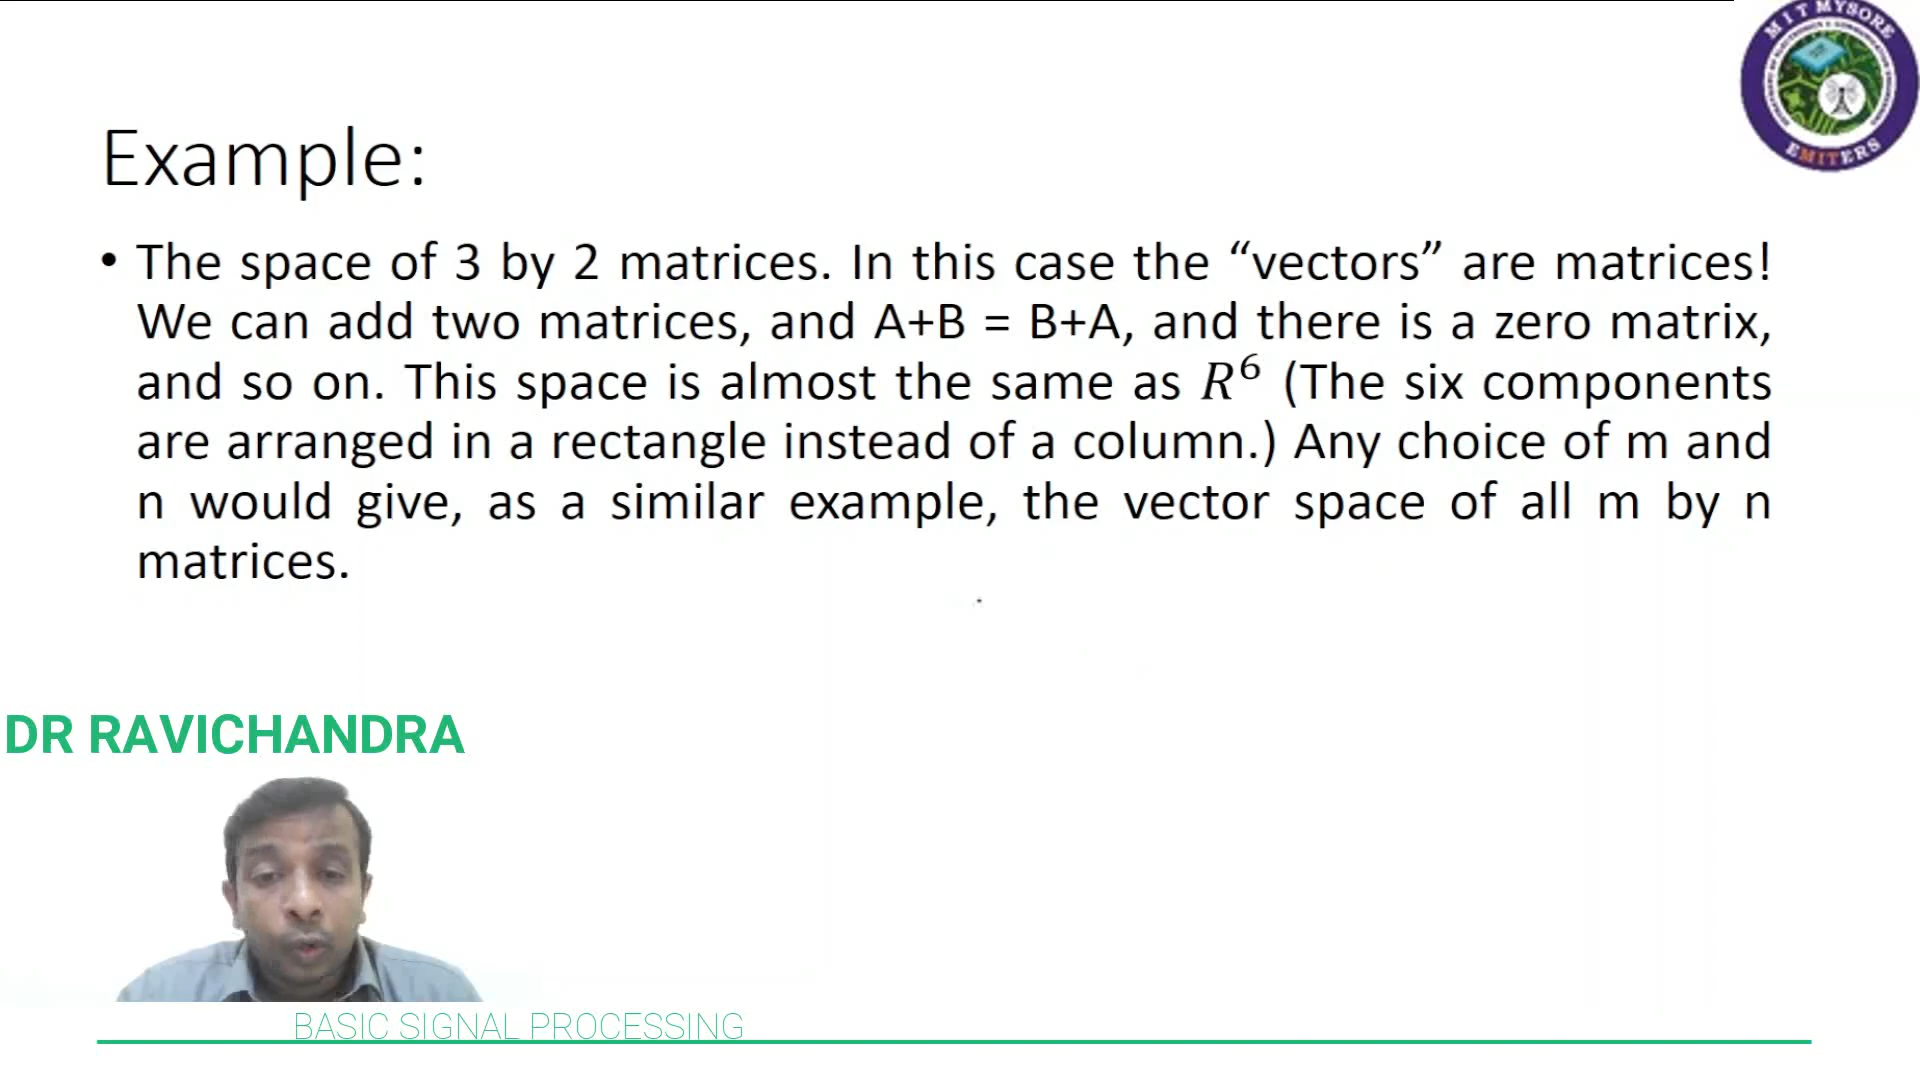 MIT MYSORE
EMITERS
Example:
• The space of 3 by 2 matrices. In this case the “vectors” are matrices!
We can add two matrices, and A+B = B+A, and there is a zero matrix,
and so on. This space is almost the same as R⁶ (The six components
are arranged in a rectangle instead of a column.) Any choice of m and
n would give, as a similar example, the vector space of all m by n
matrices.
DR RAVICHANDRA
BASIC SIGNAL PROCESSING